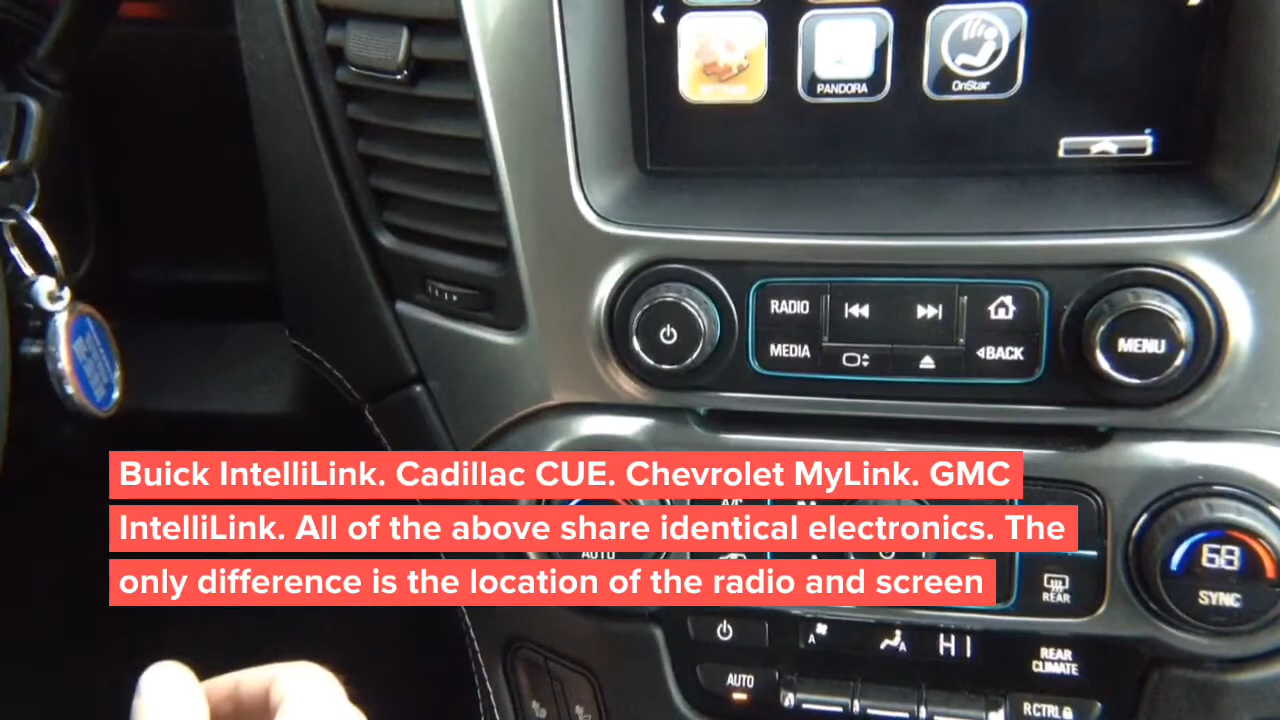 PANDORA
OnStar
RADIO
MEDIA
BACK
MENU
Buick IntelliLink. Cadillac CUE. Chevrolet MyLink. GMC
IntelliLink. All of the above share identical electronics. The
only difference is the location of the radio and screen
A/C
AUTO
68
SYNC
REAR
A
A
HI
REAR
CLIMATE
AUTO
RCTRL